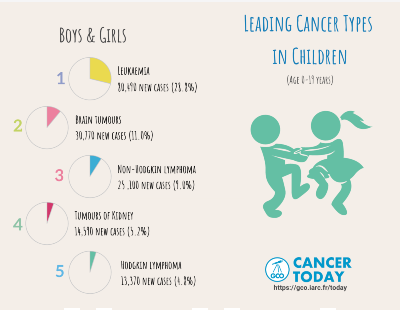 Boys & Girls
1
Leukaemia
80,490 new cases (28.8%)
2
Brain tumours
30,770 new cases (11.0%)
3
Non-Hodgkin lymphoma
25,100 new cases (9.0%)
4
Tumours of Kidney
14,590 new cases (5.2%)
5
Hodgkin lymphoma
13,370 new cases (4.8%)
Leading Cancer Types
in Children
(Age 0-19 years)
GCO
CANCER
TODAY
https://gco.iarc.fr/today